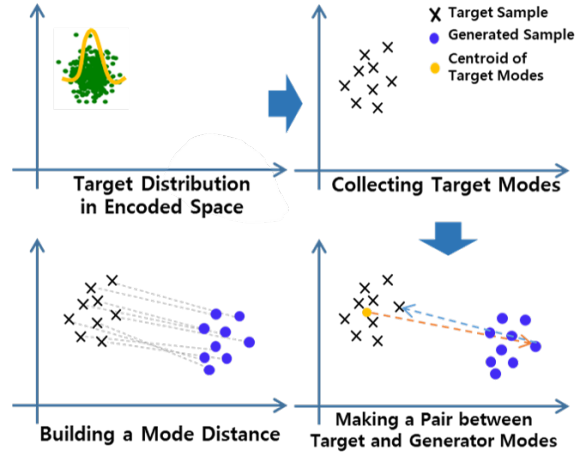 Target Sample
Generated Sample
Centroid of
Target Modes
Target Distribution
in Encoded Space
Collecting Target Modes
Building a Mode Distance
Making a Pair between
Target and Generator Modes